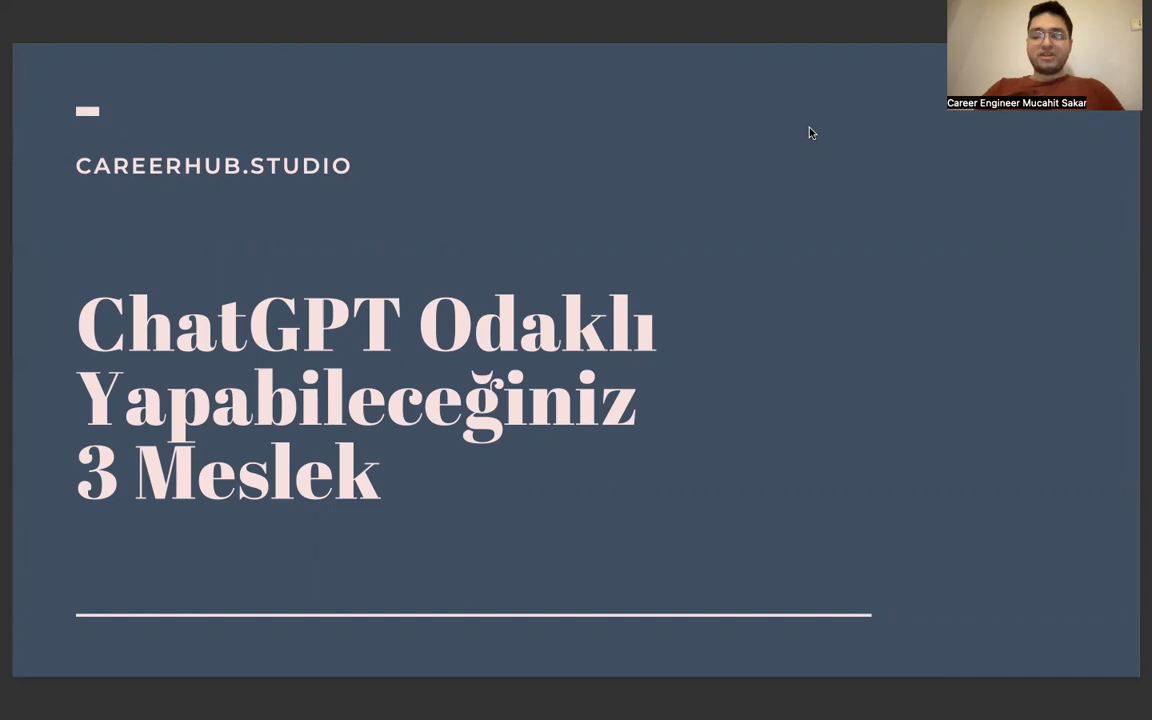 Career Engineer Mucahit Sakar
CAREERHUB.STUDIO
ChatGPT Odaklı
Yapabileceğiniz
3 Meslek